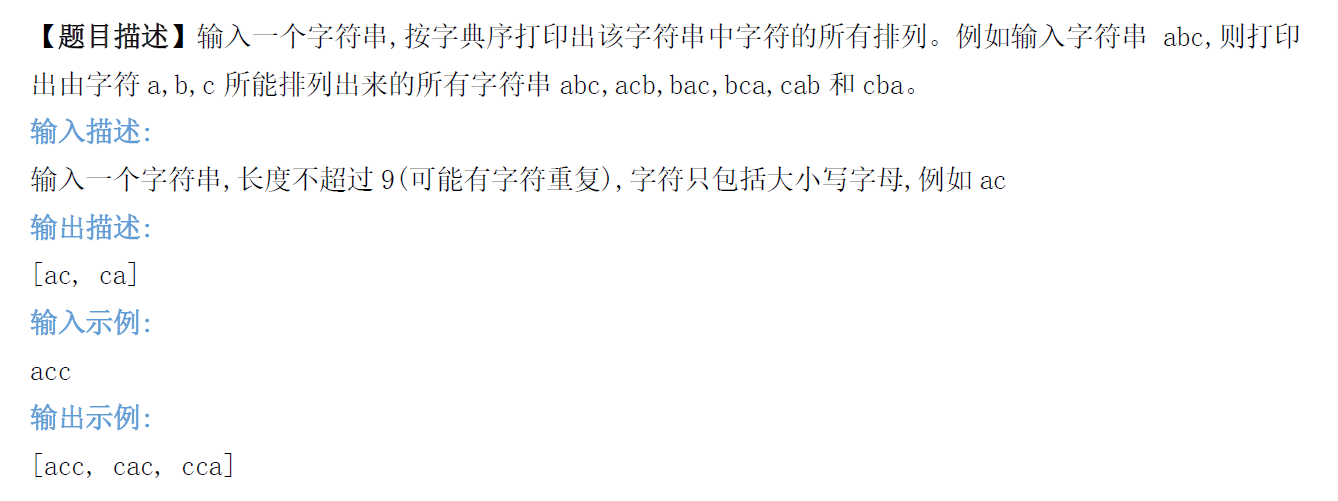 【题目描述】输入一个字符串,按字典序打印出该字符串中字符的所有排列。例如输入字符串 abc,则打印
出由字符 a,b,c 所能排列出来的所有字符串 abc,acb,bac,bca,cab 和 cba。
输入描述:
输入一个字符串,长度不超过 9(可能有字符重复),字符只包括大小写字母,例如 ac
输出描述:
[ac, ca]
输入示例:
acc
输出示例:
[acc, cac, cca]